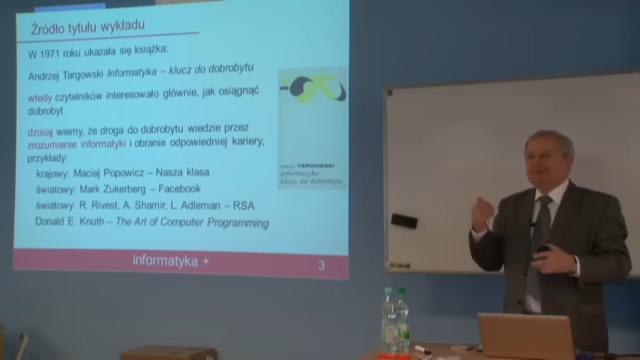 Źródło tytułu wykładu
W 1971 roku ukazała się książka:
Andrzej Targowski Informatyka – klucz do dobrobytu
wtedy czytelników interesowało głównie, jak osiągnąć
dobrobyt
dzisiaj wiemy, że droga do dobrobytu wiedzie przez
zrozumienie informatyki i obranie odpowiedniej kariery,
przykłady:
krajowy: Maciej Popowicz – Nasza klasa
światowy: Mark Zukerberg – Facebook
światowy: R. Rivest, A. Shamir, L. Adleman – RSA
Donald E. Knuth – The Art of Computer Programming
TARGOWSKI
informatyka
klucz do dobrobytu
informatyka +
3